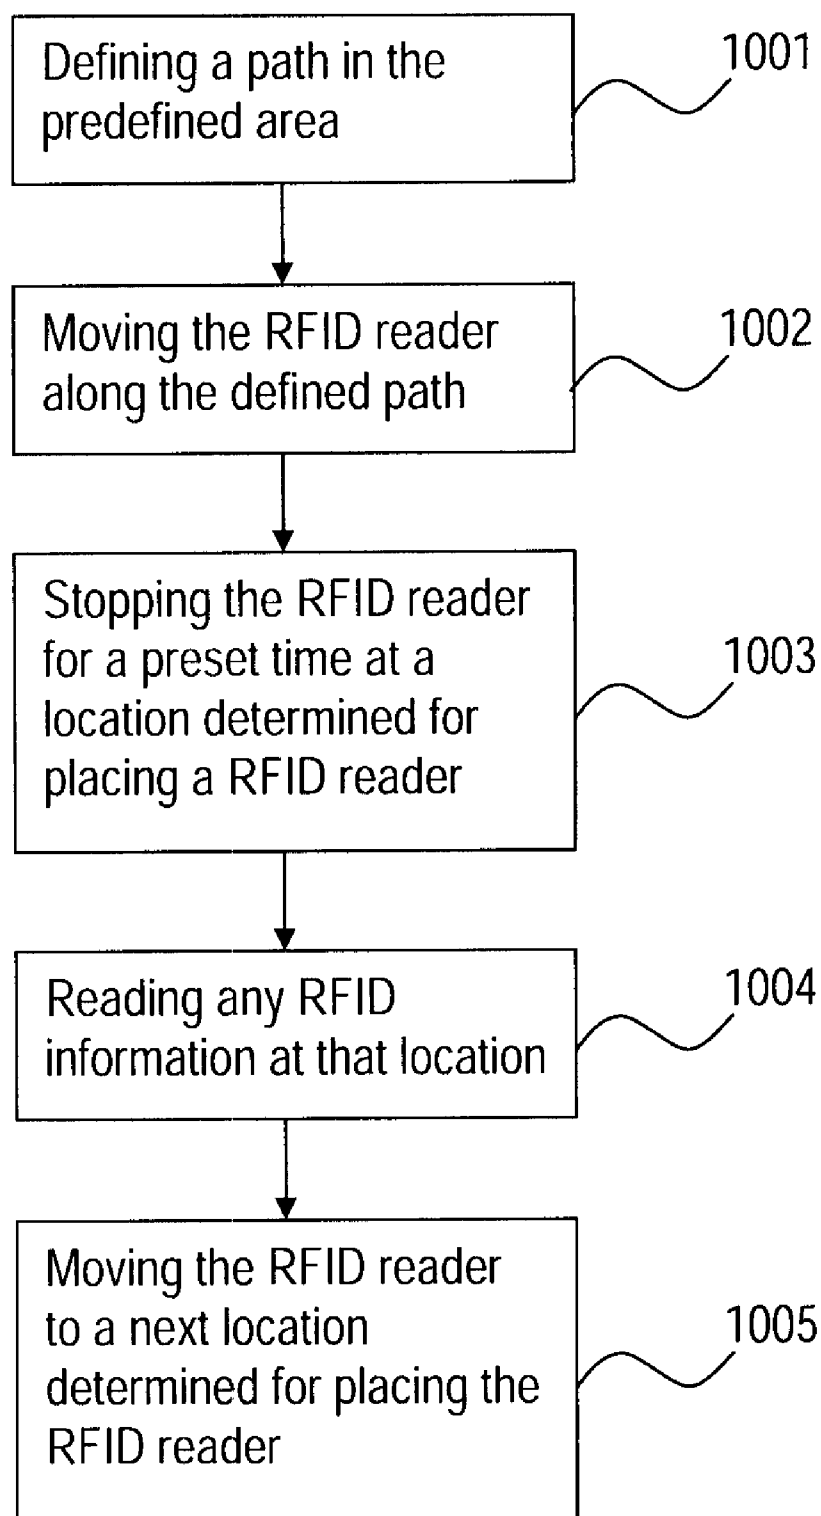 Defining a path in the
predefined area
1001
Moving the RFID reader
along the defined path
1002
Stopping the RFID reader
for a preset time at a
location determined for
placing a RFID reader
1003
Reading any RFID
information at that location
1004
Moving the RFID reader
to a next location
determined for placing the
RFID reader
1005